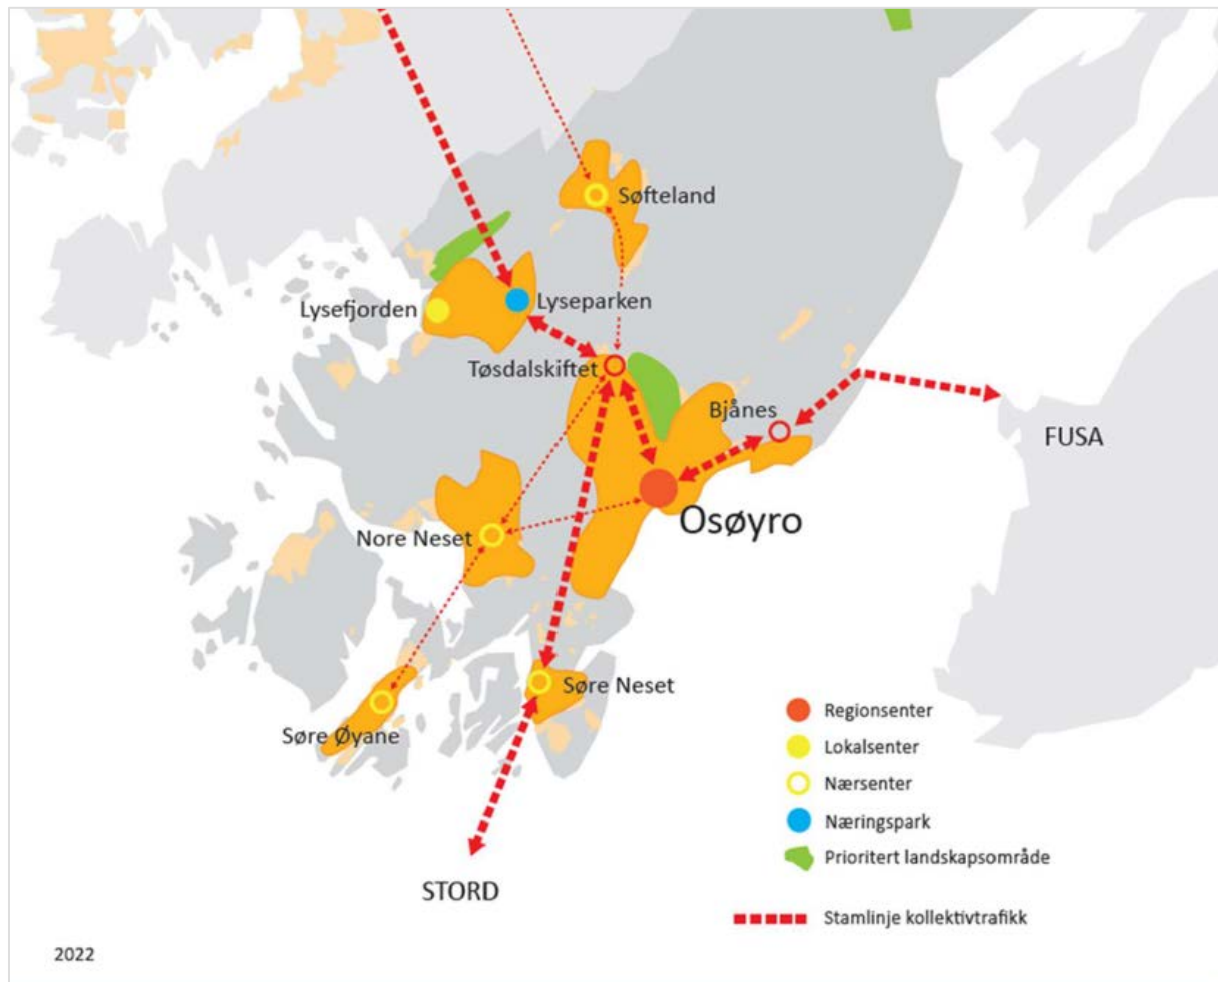 Søfteland
Lysefjorden
Lyseparken
Tøsdalskiftet
Bjånes
FUSA
Osøyro
Nore Neset
Søre Neset
Søre Øyane
STORD
Regionsenter
Lokalsenter
Nærsenter
Næringspark
Prioritert landskapsområde
Stamlinje kollektivtrafikk
2022